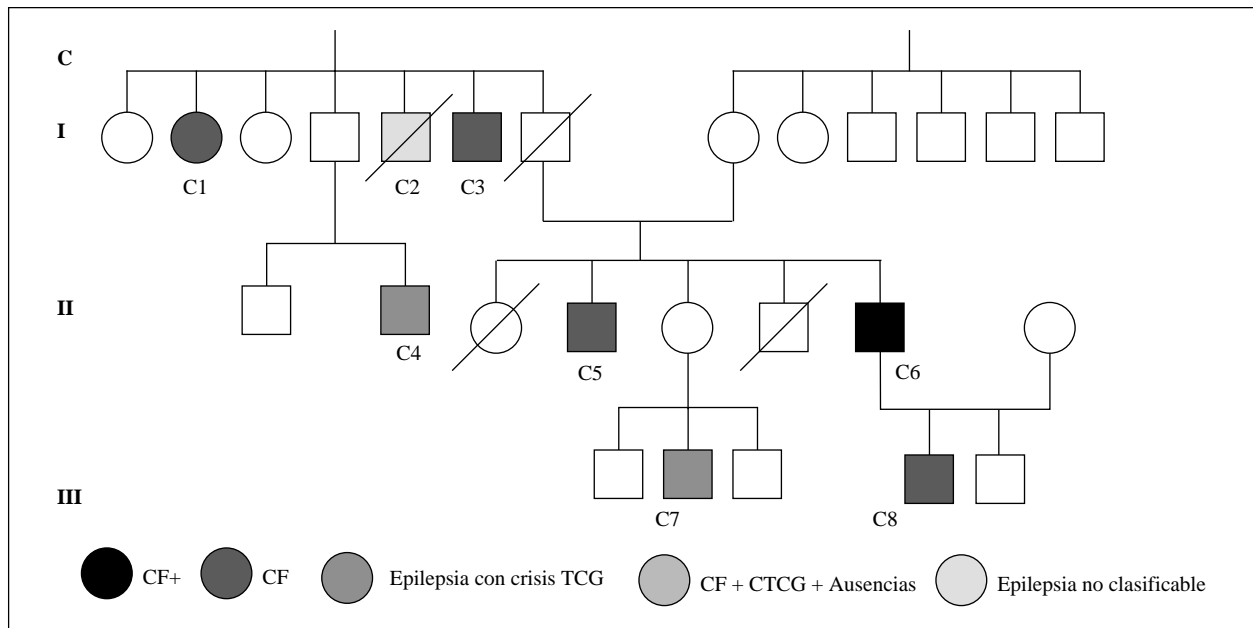 C
I
C1
C2
C3
II
C4
C5
C6
III
C7
C8
CF+
CF
Epilepsia con crisis TCG
CF + CTCG + Ausencias
Epilepsia no clasificable